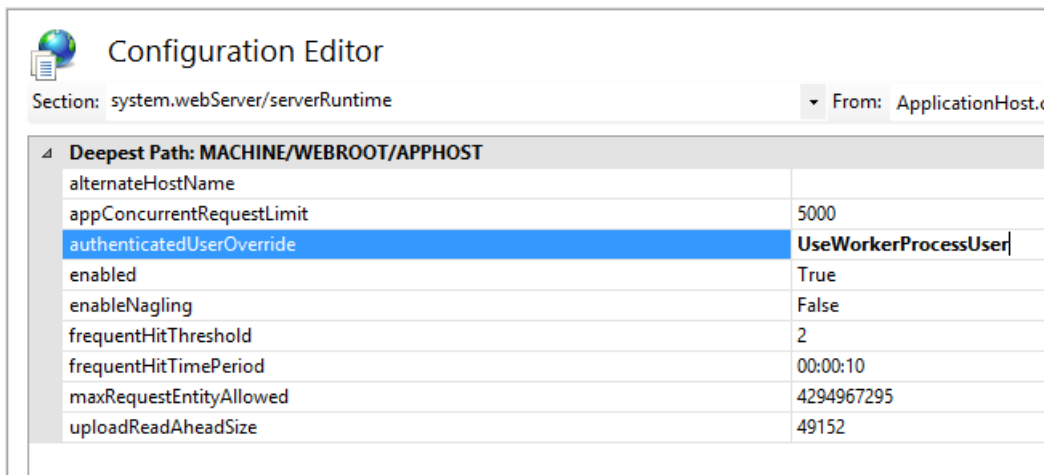 Configuration Editor
Section: system.webServer/serverRuntime From: ApplicationHost.c
Deepest Path: MACHINE/WEBROOT/APPHOST
alternateHostName
appConcurrentRequestLimit 5000
authenticatedUserOverride UseWorkerProcessUser
enabled True
enableNagling False
frequentHitThreshold 2
frequentHitTimePeriod 00:00:10
maxRequestEntityAllowed 4294967295
uploadReadAheadSize 49152